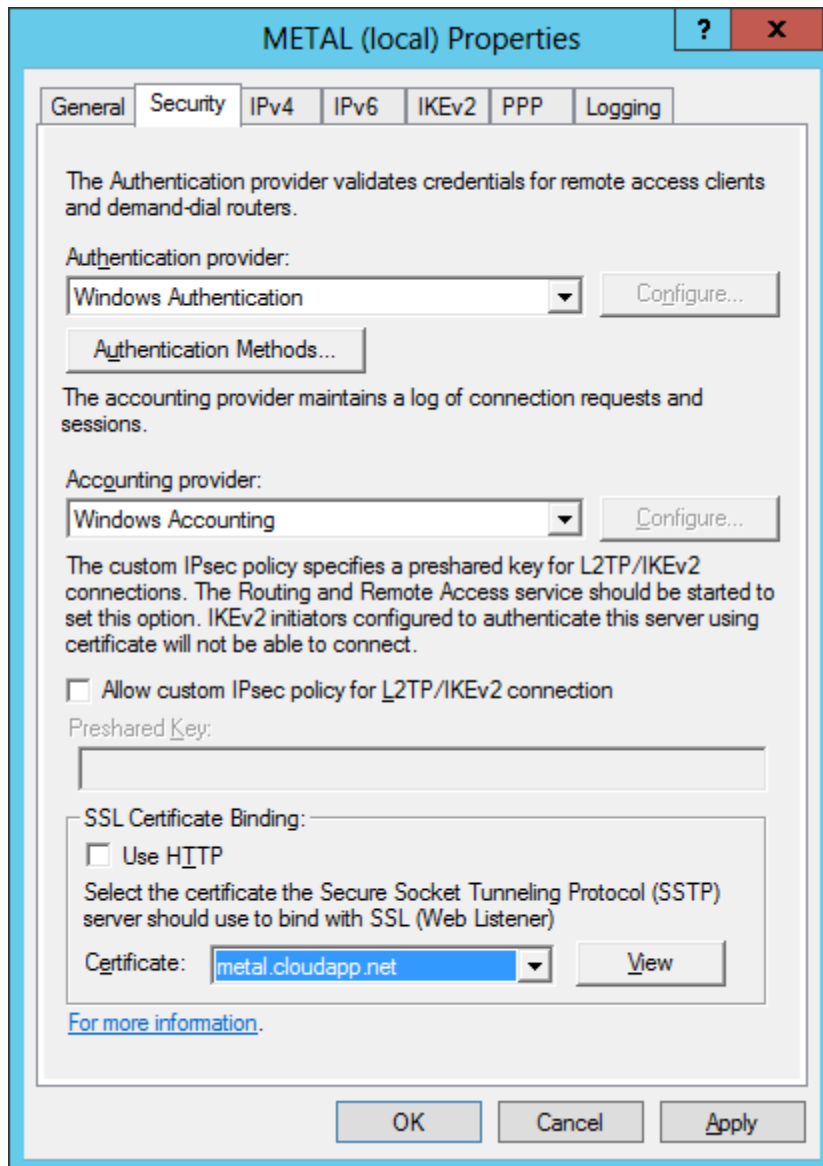 METAL (local) Properties
?
x
General Security IPv4 IPv6 IKEv2 PPP Logging
The Authentication provider validates credentials for remote access clients
and demand-dial routers.
Authentication provider:
Windows Authentication
Configure...
Authentication Methods...
The accounting provider maintains a log of connection requests and
sessions.
Accounting provider:
Windows Accounting
Configure...
The custom IPsec policy specifies a preshared key for L2TP/IKEv2
connections. The Routing and Remote Access service should be started to
set this option. IKEv2 initiators configured to authenticate this server using
certificate will not be able to connect.
Allow custom IPsec policy for L2TP/IKEv2 connection
Preshared Key:
SSL Certificate Binding:
Use HTTP
Select the certificate the Secure Socket Tunneling Protocol (SSTP)
server should use to bind with SSL (Web Listener)
Certificate: metal.cloudapp.net View
For more information.
OK Cancel Apply